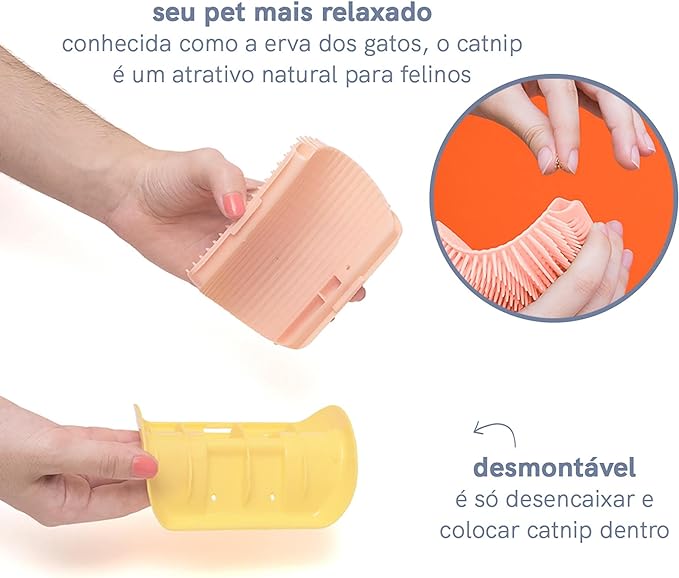 seu pet mais relaxado
conhecida como a erva dos gatos, o catnip
é um atrativo natural para felinos
desmontável
é só desencaixar e
colocar catnip dentro